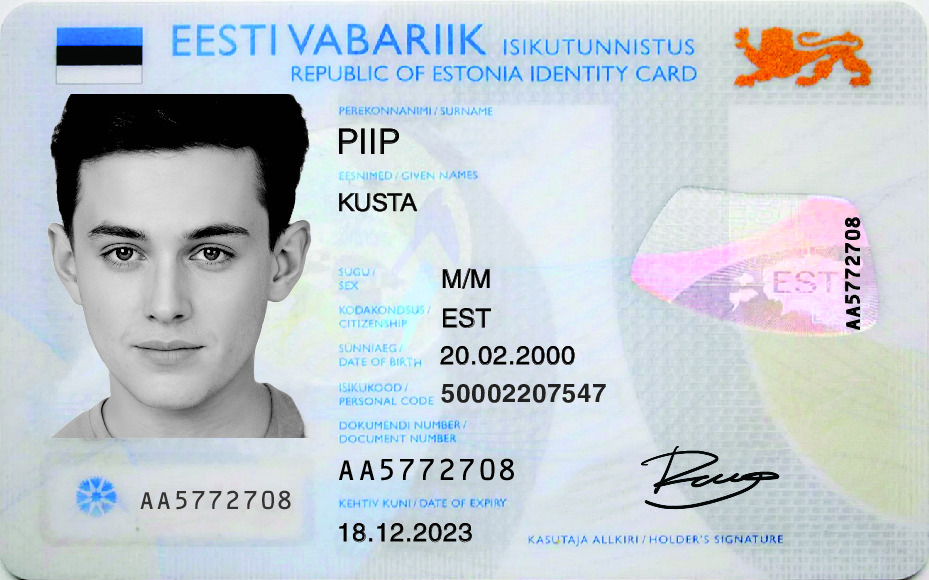 EESTI VABARIIK ISIKUTUNNISTUS
REPUBLIC OF ESTONIA IDENTITY CARD
PEREKONNANIMI / SURNAME
PIIP
EESNIMED / GIVEN NAMES
KUSTA
SUGU /
SEX
M/M
KODAKONDSUS /
CITIZENSHIP
EST
SÜNNIAEG /
DATE OF BIRTH
20.02.2000
ISIKUKOOD /
PERSONAL CODE
50002207547
DOKUMENDI NUMBER /
DOCUMENT NUMBER
AA5772708
KEHTIV KUNI / DATE OF EXPIRY
18.12.2023
AA5772708
EST
AA5772708
KASUTAJA ALLKIRI / HOLDER'S SIGNATURE